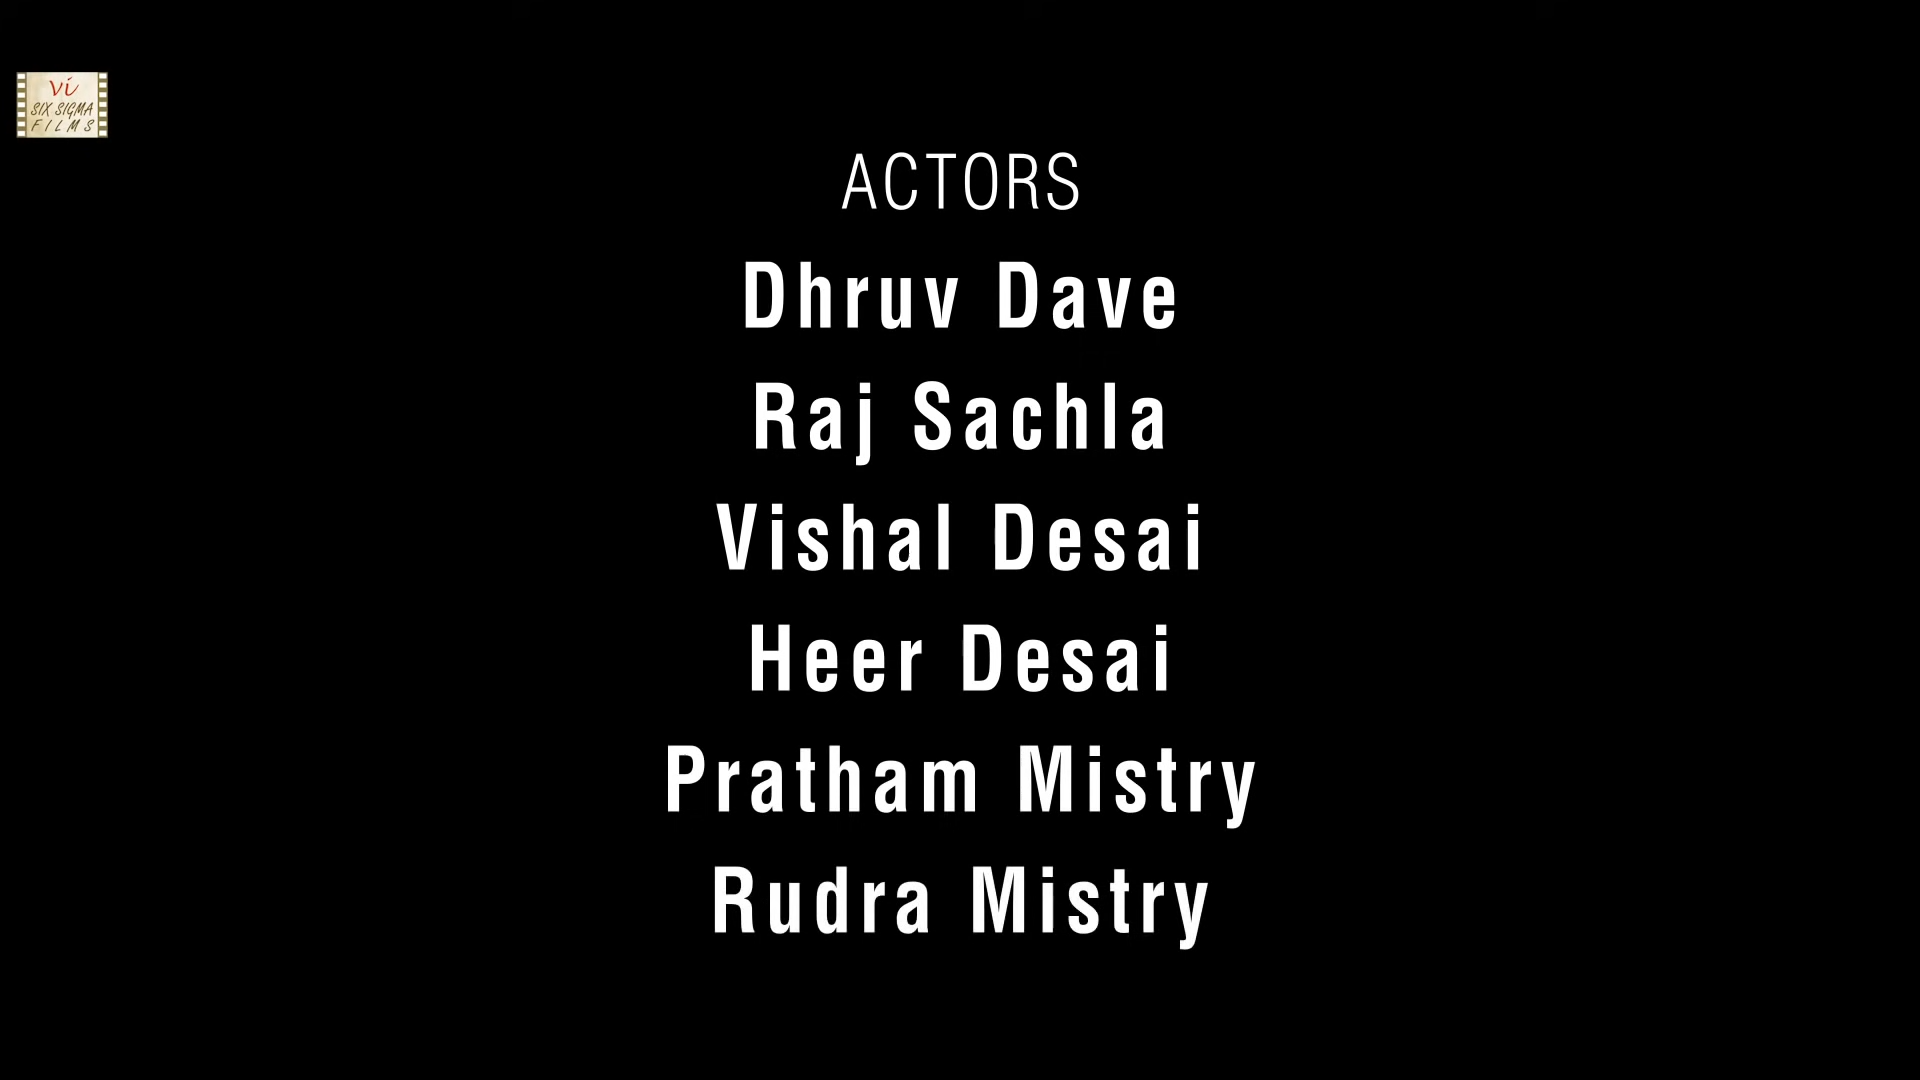 vi
SIX SIGMA
FILMS
ACTORS
Dhruv Dave
Raj Sachla
Vishal Desai
Heer Desai
Pratham Mistry
Rudra Mistry